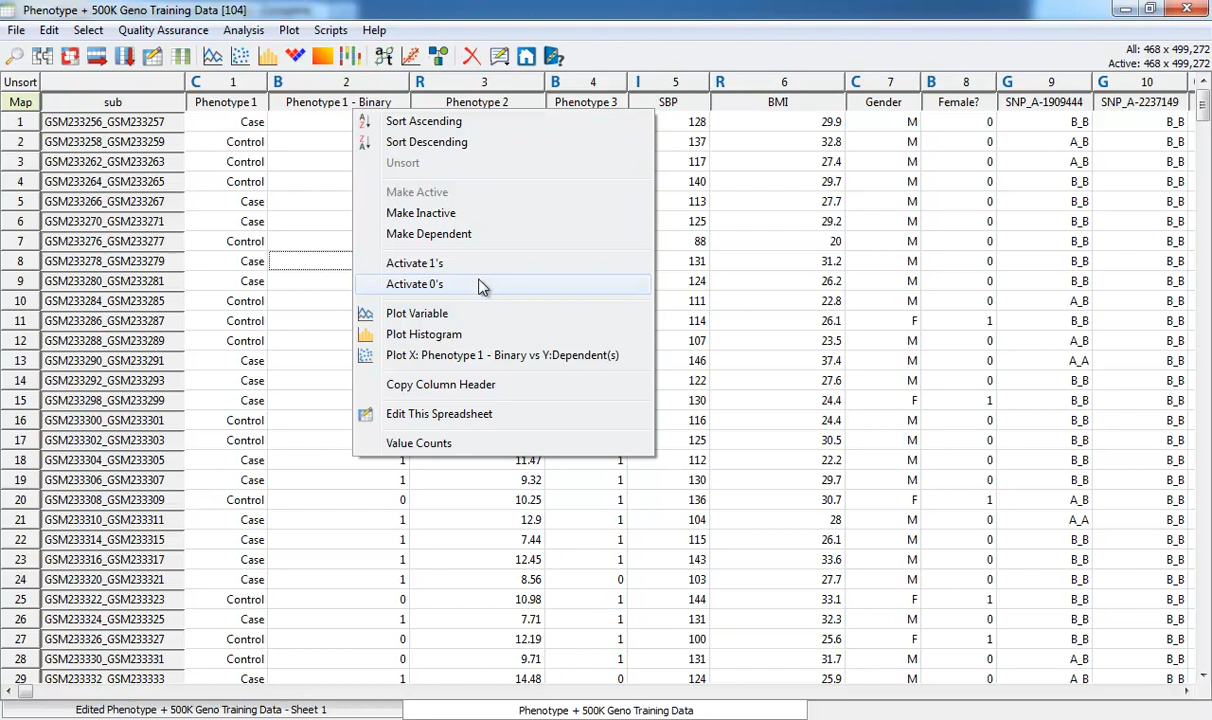 Phenotype + 500K Geno Training Data [104]
File Edit Select Quality Assurance Analysis Plot Scripts Help
All: 468 x 499,272
Active: 468 x 499,272
Unsort C 1 B 2 R 3 B 4 I 5 R 6 C 7 B 8 G 9 G 10
Map sub Phenotype 1 Phenotype 1 - Binary Phenotype 2 Phenotype 3 SBP BMI Gender Female? SNP_A-1909444 SNP_A-2237149
1 GSM233256_GSM233257 Case 128 29.9 M 0 B_B B_B
2 GSM233258_GSM233259 Control 137 32.8 M 0 A_B B_B
3 GSM233262_GSM233263 Control 117 27.4 M 0 B_B B_B
4 GSM233264_GSM233265 Control 140 29.7 M 0 B_B B_B
5 GSM233266_GSM233267 Case 113 27.7 M 0 B_B B_B
6 GSM233270_GSM233271 Case 125 29.2 M 0 B_B B_B
7 GSM233276_GSM233277 Control 88 20 M 0 B_B B_B
8 GSM233278_GSM233279 Case 131 31.2 M 0 B_B B_B
9 GSM233280_GSM233281 Case 124 26.2 M 0 B_B B_B
10 GSM233284_GSM233285 Control 111 22.8 M 0 A_B B_B
11 GSM233286_GSM233287 Control 114 26.1 F 1 B_B B_B
12 GSM233288_GSM233289 Control 107 23.5 M 0 B_B B_B
13 GSM233290_GSM233291 Case 146 37.4 M 0 A_A B_B
14 GSM233292_GSM233293 Case 122 27.6 M 0 B_B B_B
15 GSM233298_GSM233299 Case 130 24.4 F 1 B_B B_B
16 GSM233300_GSM233301 Control 116 24.4 M 0 B_B B_B
17 GSM233302_GSM233303 Control 125 30.5 M 0 B_B B_B
18 GSM233304_GSM233305 Case 1 11.47 1 112 22.2 M 0 B_B B_B
19 GSM233306_GSM233307 Case 1 9.32 1 130 29.7 M 0 B_B B_B
20 GSM233308_GSM233309 Control 0 10.25 1 136 30.7 F 1 A_B B_B
21 GSM233310_GSM233311 Case 1 12.9 1 104 28 M 0 A_A B_B
22 GSM233314_GSM233315 Case 1 7.44 1 115 26.1 M 0 B_B B_B
23 GSM233316_GSM233317 Case 1 12.45 1 143 33.6 M 0 B_B B_B
24 GSM233320_GSM233321 Case 1 8.56 0 103 27.7 M 0 B_B B_B
25 GSM233322_GSM233323 Control 0 10.98 1 144 33.1 F 1 B_B B_B
26 GSM233324_GSM233325 Case 1 7.71 1 115 32.3 M 0 B_B B_B
27 GSM233326_GSM233327 Control 0 12.19 1 100 25.6 F 1 B_B B_B
28 GSM233330_GSM233331 Control 0 9.71 1 131 31.7 M 0 A_B B_B
29 GSM233332_GSM233333 Case 1 14.48 0 124 25.9 M 0 B_B B_B
Sort Ascending
Sort Descending
Unsort
Make Active
Make Inactive
Make Dependent
Activate 1's
Activate 0's
Plot Variable
Plot Histogram
Plot X: Phenotype 1 - Binary vs Y:Dependent(s)
Copy Column Header
Edit This Spreadsheet
Value Counts
Edited Phenotype + 500K Geno Training Data - Sheet 1
Phenotype + 500K Geno Training Data